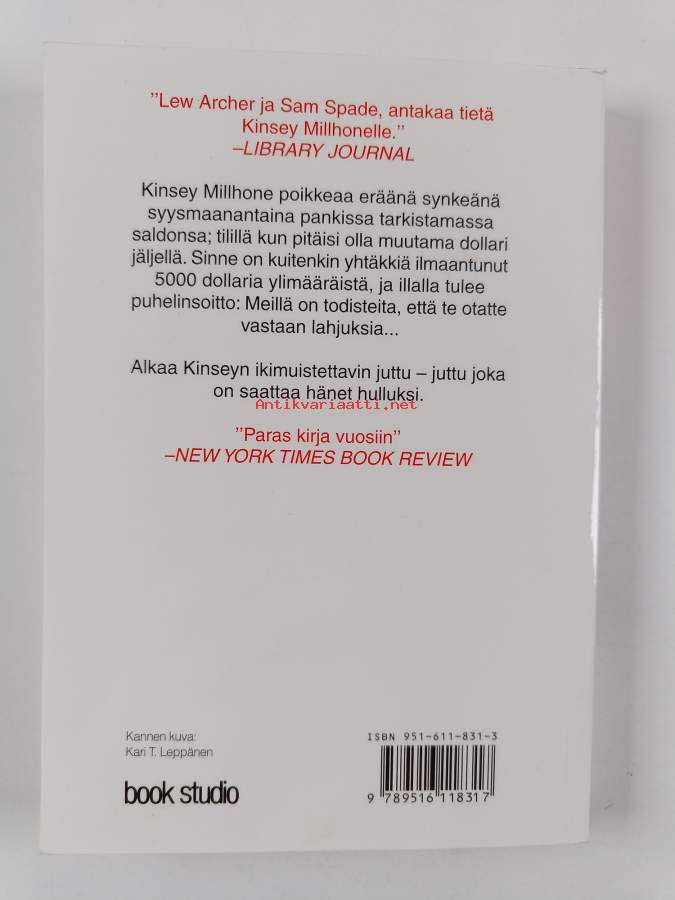 ”Lew Archer ja Sam Spade, antakaa tietä
Kinsey Millhonelle.”
–LIBRARY JOURNAL
Kinsey Millhone poikkeaa eräänä synkeänä
syysmaanantaina pankissa tarkistamassa
saldonsa; tilillä kun pitäisi olla muutama dollari
jäljellä. Sinne on kuitenkin yhtäkkiä ilmaantunut
5000 dollaria ylimääräistä, ja illalla tulee
puhelinsoitto: Meillä on todisteita, että te otatte
vastaan lahjuksia...
Alkaa Kinseyn ikimuistettavin juttu – juttu joka
on saattaa hänet hulluksi.
Antikvariaatti.net
”Paras kirja vuosiin”
–NEW YORK TIMES BOOK REVIEW
Kannen kuva:
Kari T. Leppänen
book studio
ISBN 951-611-831-3
9 789516 118317